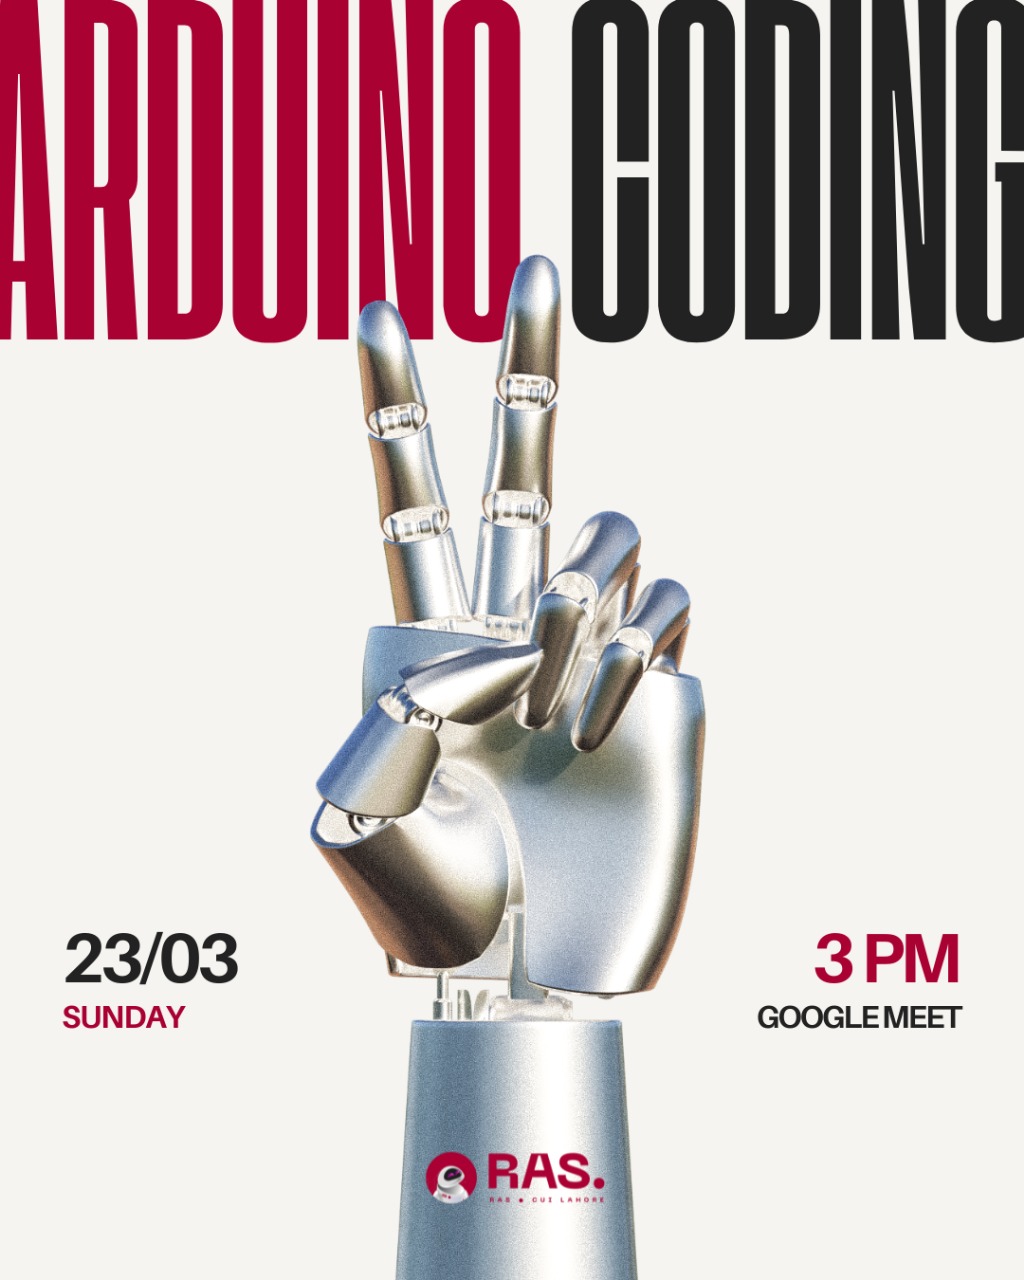 ARDUINO CODING
23/03
SUNDAY
3 PM
GOOGLE MEET
RAS.
RAS ● CUI LAHORE